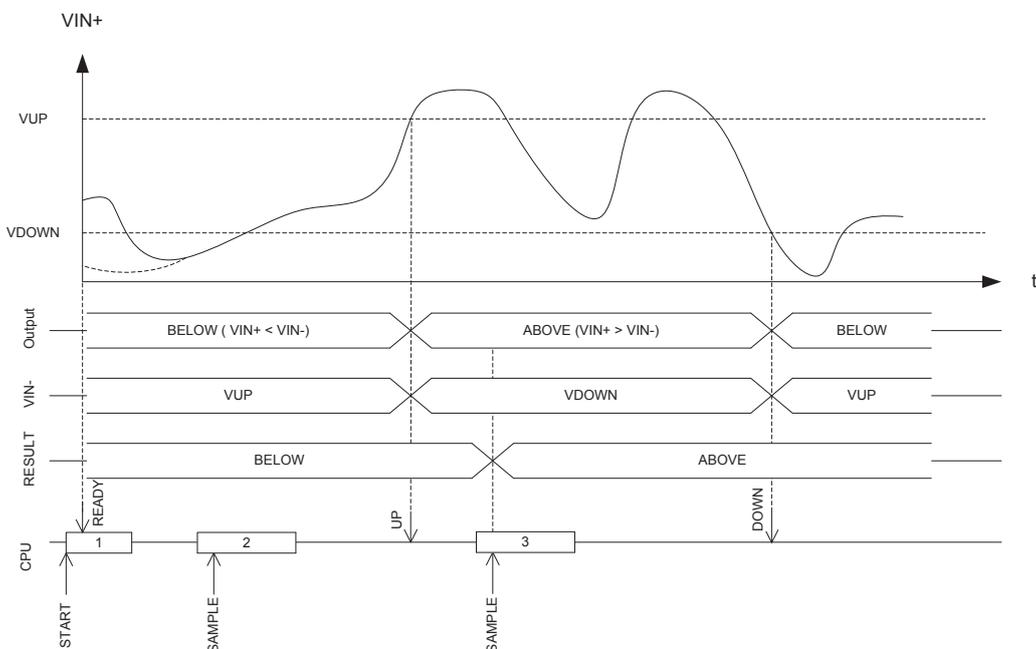 VIN+
VUP
VDOWN
t
Output
BELOW ( VIN+ < VIN-)
ABOVE (VIN+ > VIN-)
BELOW
VIN-
VUP
VDOWN
VUP
RESULT
BELOW
ABOVE
READY
UP
DOWN
CPU
1
2
3
START
SAMPLE
SAMPLE